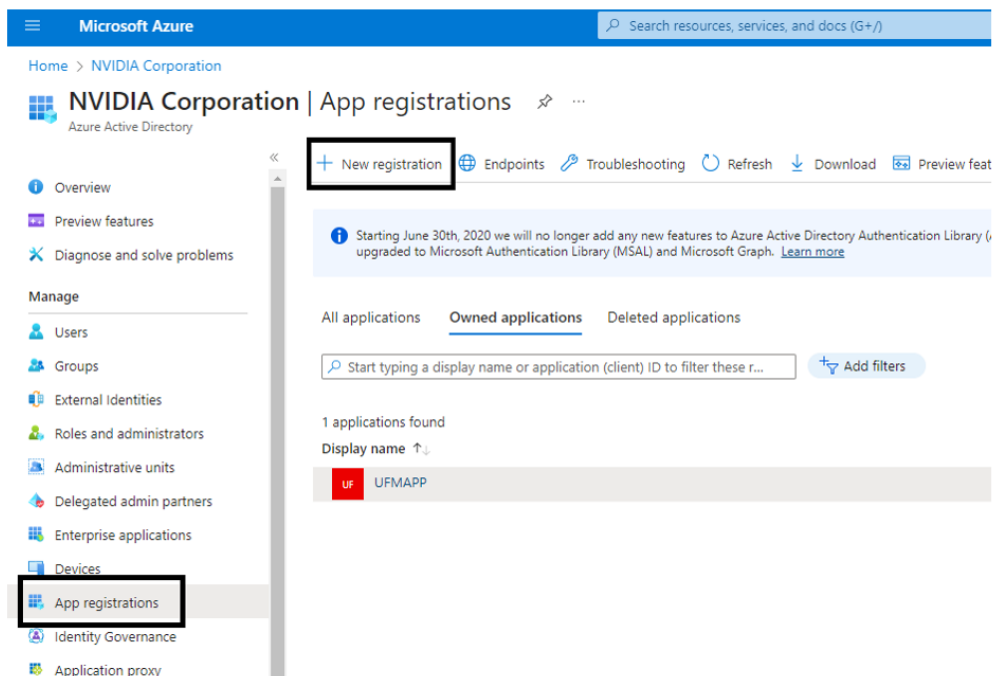 Microsoft Azure
Search resources, services, and docs (G+/)
Home > NVIDIA Corporation
NVIDIA Corporation | App registrations
Azure Active Directory
Overview
Preview features
Diagnose and solve problems
Manage
Users
Groups
External Identities
Roles and administrators
Administrative units
Delegated admin partners
Enterprise applications
Devices
App registrations
Identity Governance
Application proxy
New registration Endpoints Troubleshooting Refresh Download Preview feat
Starting June 30th, 2020 we will no longer add any new features to Azure Active Directory Authentication Library (
upgraded to Microsoft Authentication Library (MSAL) and Microsoft Graph. Learn more
All applications Owned applications Deleted applications
Start typing a display name or application (client) ID to filter these r...
Add filters
1 applications found
Display name
UF UFMAPP